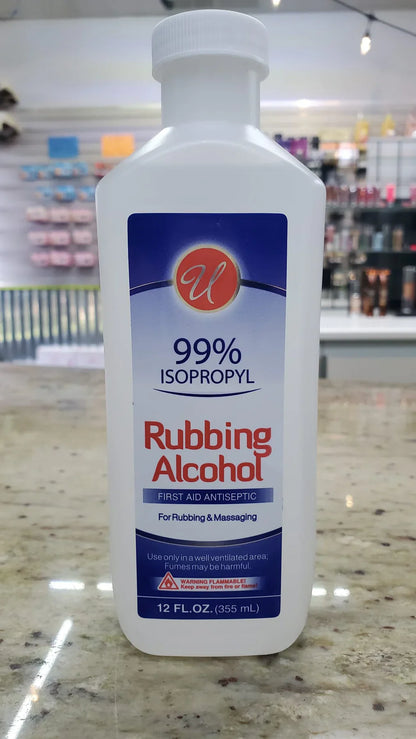 U
99%
ISOPROPYL
Rubbing
Alcohol
FIRST AID ANTISEPTIC
For Rubbing & Massaging
Use only in a well ventilated area;
Fumes may be harmful.
WARNING FLAMMABLE!
Keep away from fire or flame!
12 FL.OZ. (355 mL)